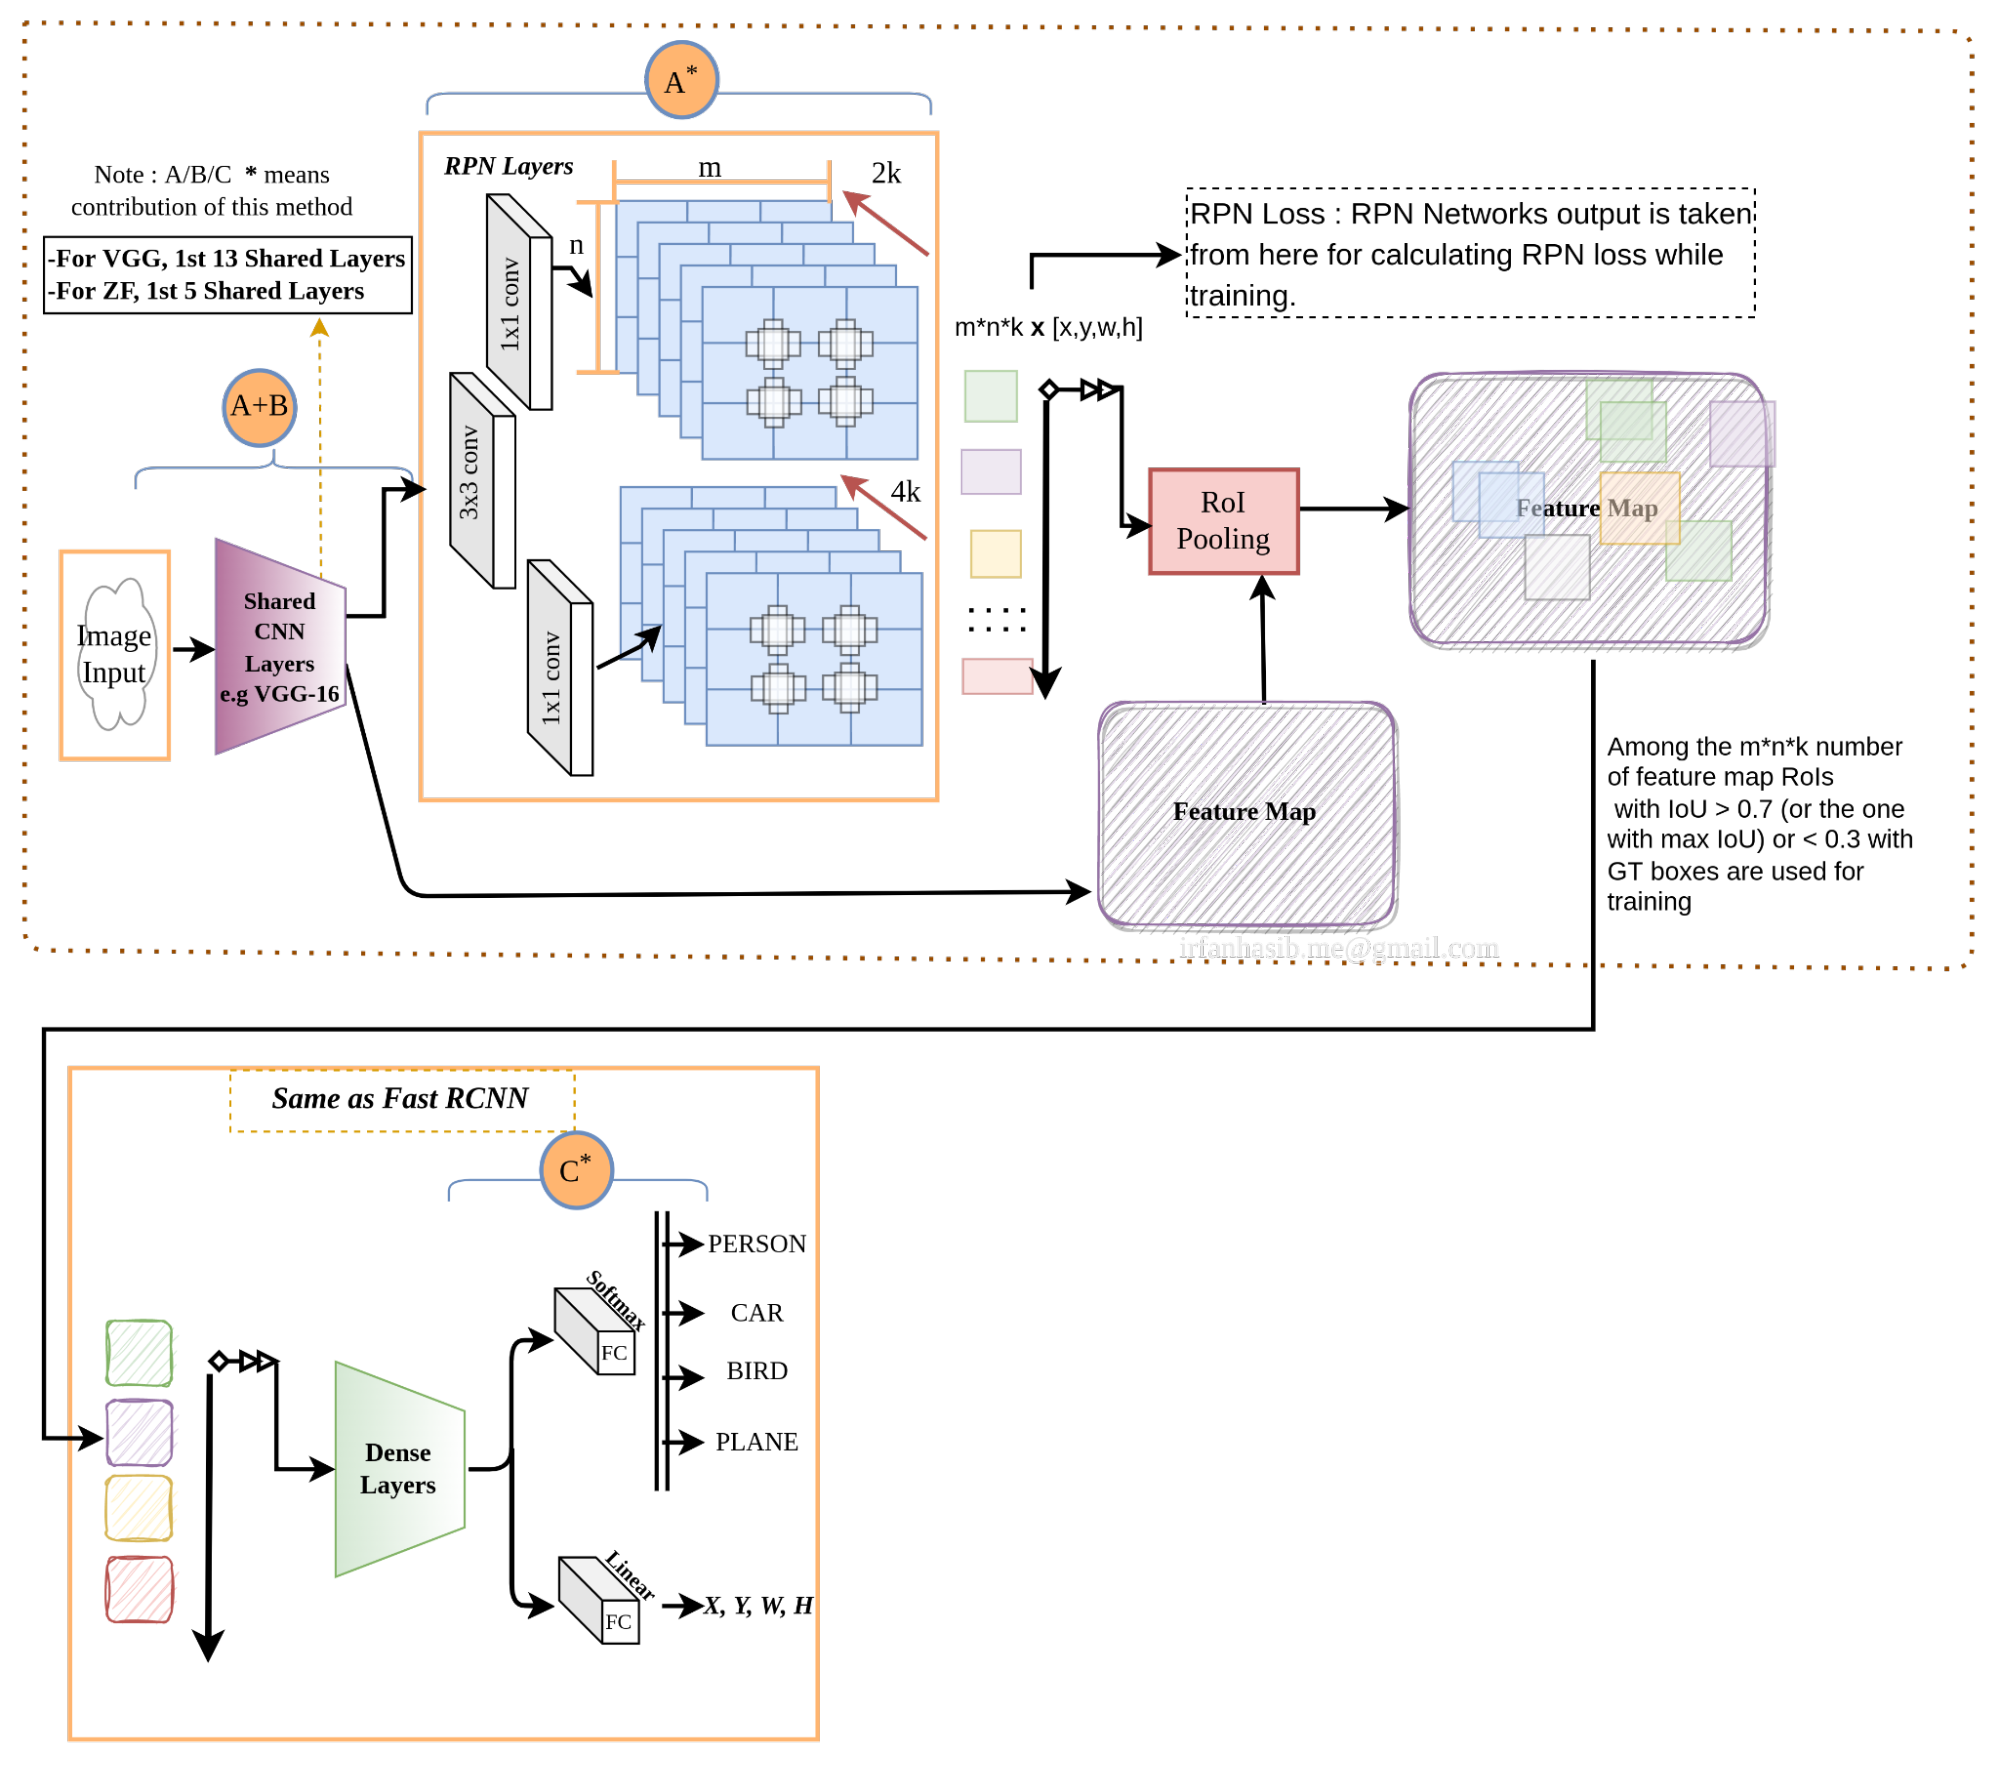 A*
Note : A/B/C * means
contribution of this method
-For VGG, 1st 13 Shared Layers
-For ZF, 1st 5 Shared Layers
A+B
Image
Input
Shared
CNN
Layers
e.g VGG-16
RPN Layers
m
2k
n
1x1 conv
3x3 conv
4k
1x1 conv
RPN Loss : RPN Networks output is taken
from here for calculating RPN loss while
training.
m*n*k x [x,y,w,h]
RoI
Pooling
Feature Map
Feature Map
irfanhasib.me@gmail.com
Among the m*n*k number
of feature map RoIs
with IoU > 0.7 (or the one
with max IoU) or < 0.3 with
GT boxes are used for
training
Same as Fast RCNN
C*
Softmax
FC
PERSON
CAR
BIRD
PLANE
Dense
Layers
Linear
FC
X, Y, W, H